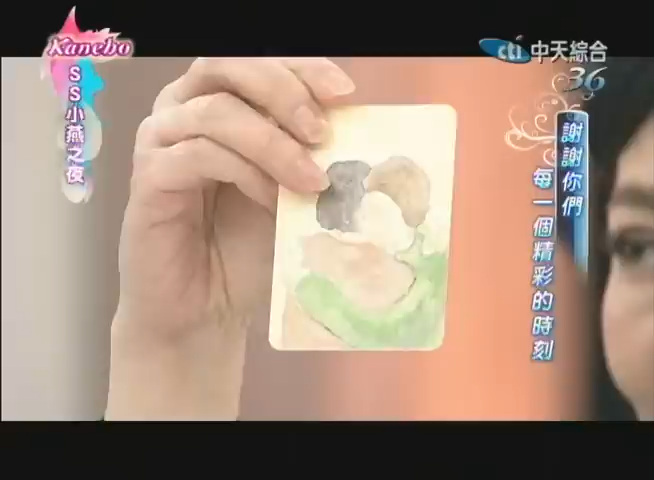 Kanebo
SS小燕之夜
cti 中天綜合
36
謝謝你們
每一個精彩的時刻